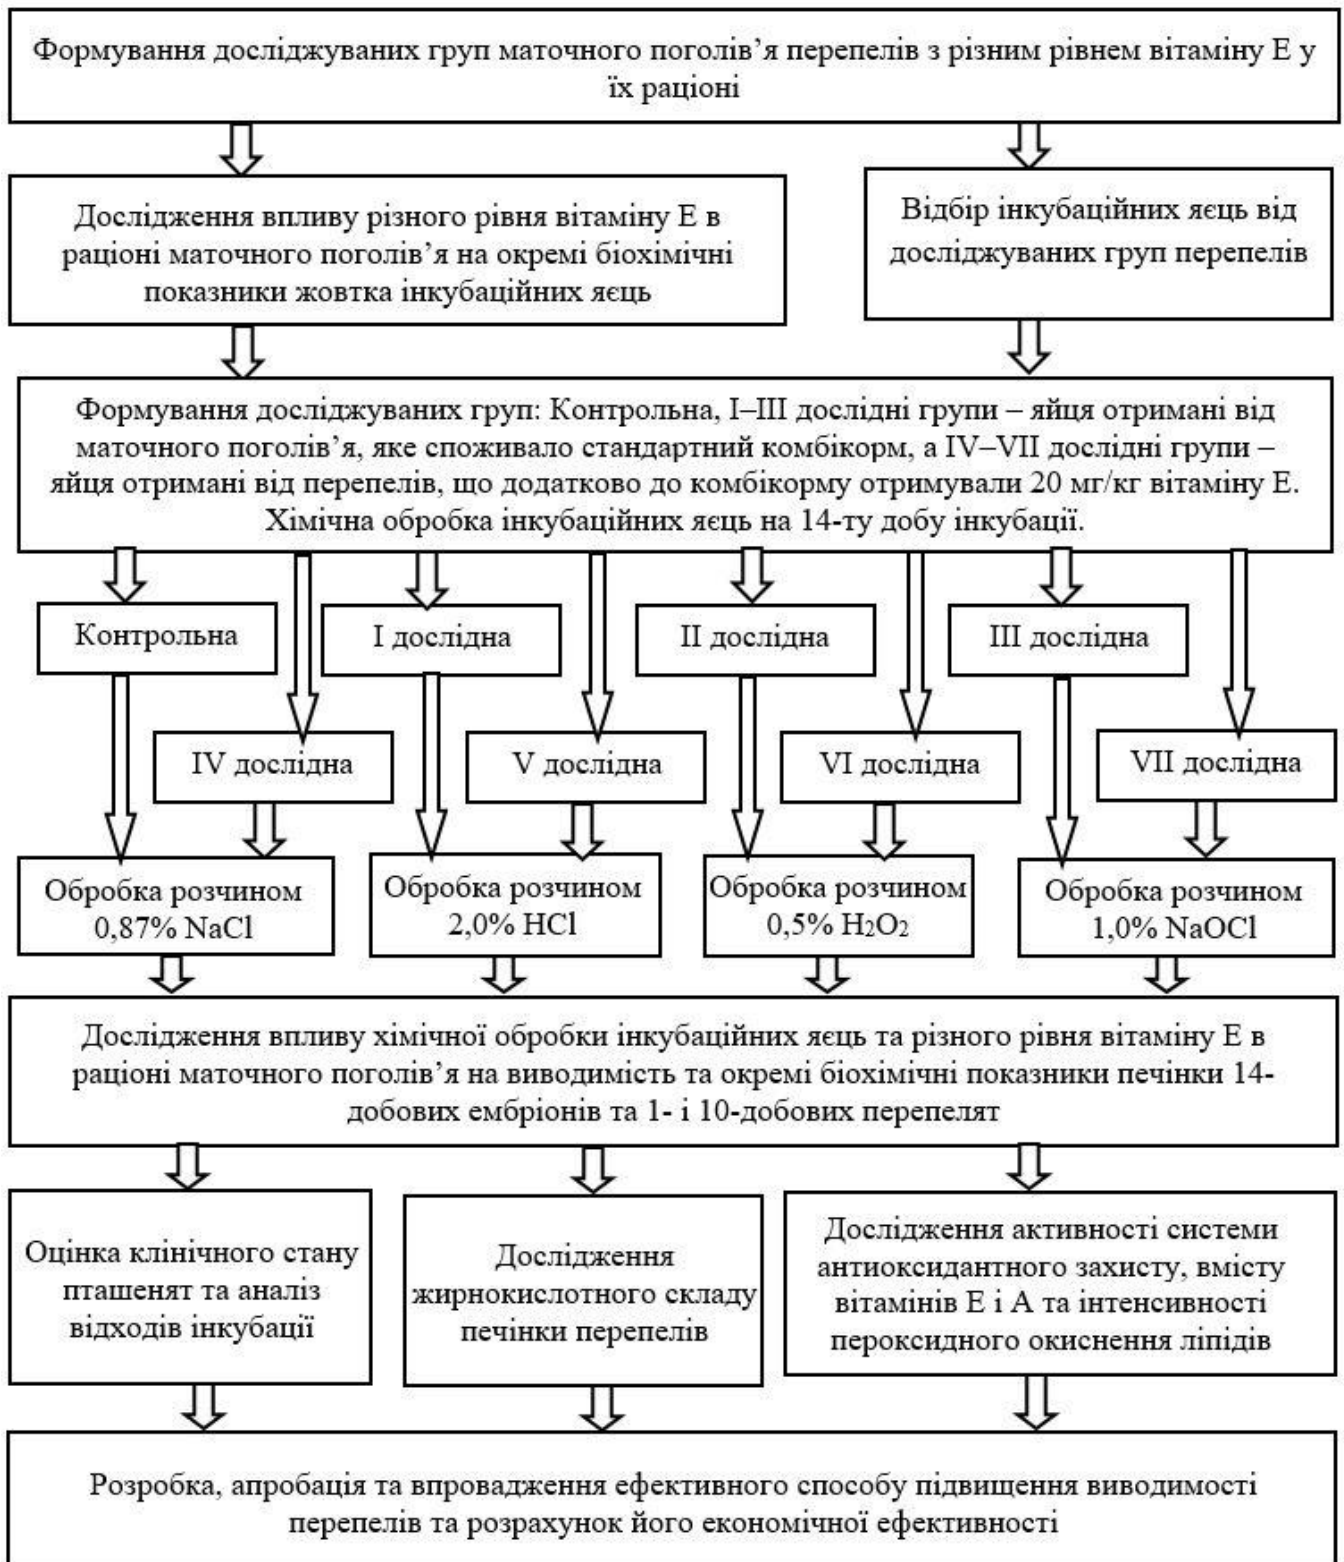 Формування досліджуваних груп маточного поголів’я перепелів з різним рівнем вітаміну Е у
їх раціоні
Дослідження впливу різного рівня вітаміну Е в
раціоні маточного поголів’я на окремі біохімічні
показники жовтка інкубаційних яєць
Відбір інкубаційних яєць від
досліджуваних груп перепелів
Формування досліджуваних груп: Контрольна, І–ІІІ дослідні групи – яйця отримані від
маточного поголів’я, яке споживало стандартний комбікорм, а IV–VII дослідні групи –
яйця отримані від перепелів, що додатково до комбікорму отримували 20 мг/кг вітаміну Е.
Хімічна обробка інкубаційних яєць на 14-ту добу інкубації.
Контрольна
І дослідна
ІІ дослідна
ІІІ дослідна
IV дослідна
V дослідна
VI дослідна
VII дослідна
Обробка розчином
0,87% NaCl
Обробка розчином
2,0% HCl
Обробка розчином
0,5% H₂O₂
Обробка розчином
1,0% NaOCl
Дослідження впливу хімічної обробки інкубаційних яєць та різного рівня вітаміну Е в
раціоні маточного поголів’я на виводимість та окремі біохімічні показники печінки 14-
добових ембріонів та 1- і 10-добових перепелят
Оцінка клінічного стану
пташенят та аналіз
відходів інкубації
Дослідження
жирнокислотного складу
печінки перепелів
Дослідження активності системи
антиоксидантного захисту, вмісту
вітамінів Е і А та інтенсивності
пероксидного окиснення ліпідів
Розробка, апробація та впровадження ефективного способу підвищення виводимості
перепелів та розрахунок його економічної ефективності